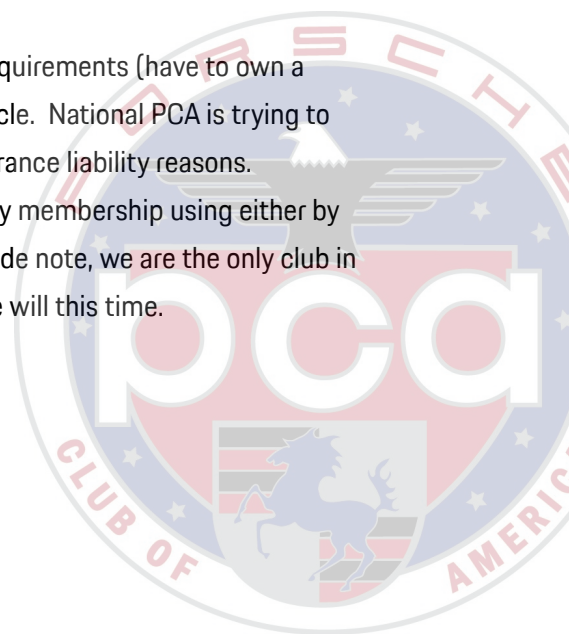 quirements (have to own a
cle. National PCA is trying to
rance liability reasons.
y membership using either by
de note, we are the only club in
e will this time.
PORSCHE
pca
CLUB OF AMERICA